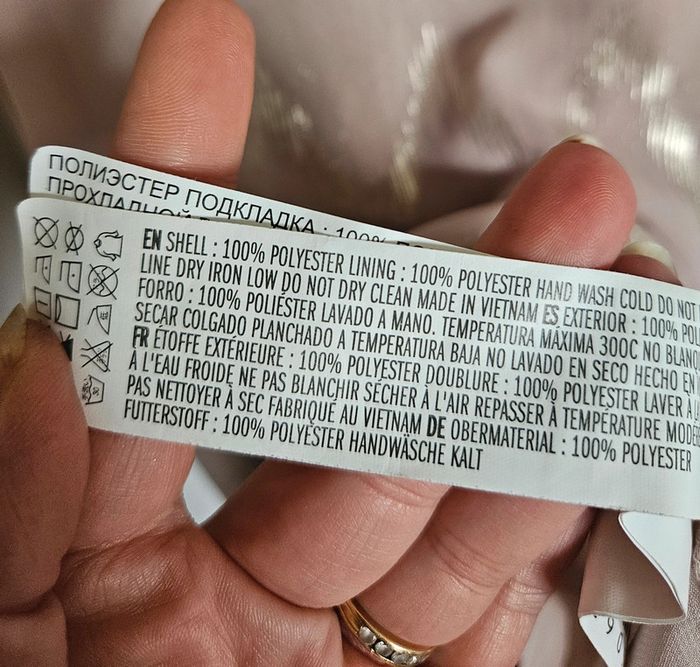 ПОЛИЭСТЕР ПОДКЛАДКА : 100%
ПРОХЛАДНОЙ
EN SHELL : 100% POLYESTER LINING : 100% POLYESTER HAND WASH COLD DO NOT
LINE DRY IRON LOW DO NOT DRY CLEAN MADE IN VIETNAM ES EXTERIOR : 100%
FORRO : 100% POLIÉSTER LAVADO A MANO. TEMPERATURA MÁXIMA 300C NO
SECAR COLGADO PLANCHADO A TEMPERATURA BAJA NO LAVADO EN SECO HECHO EN
FR ÉTOFFE EXTÉRIEURE : 100% POLYESTER DOUBLURE : 100% POLYESTER LAVER À
À L'EAU FROIDE NE PAS BLANCHIR SÉCHER À L'AIR REPASSER À TEMPÉRATURE
PAS NETTOYER À SEC FABRIQUÉ AU VIETNAM DE OBERMATERIAL : 100% POLYESTER
FUTTERSTOFF : 100% POLYESTER HANDWÄSCHE KALT